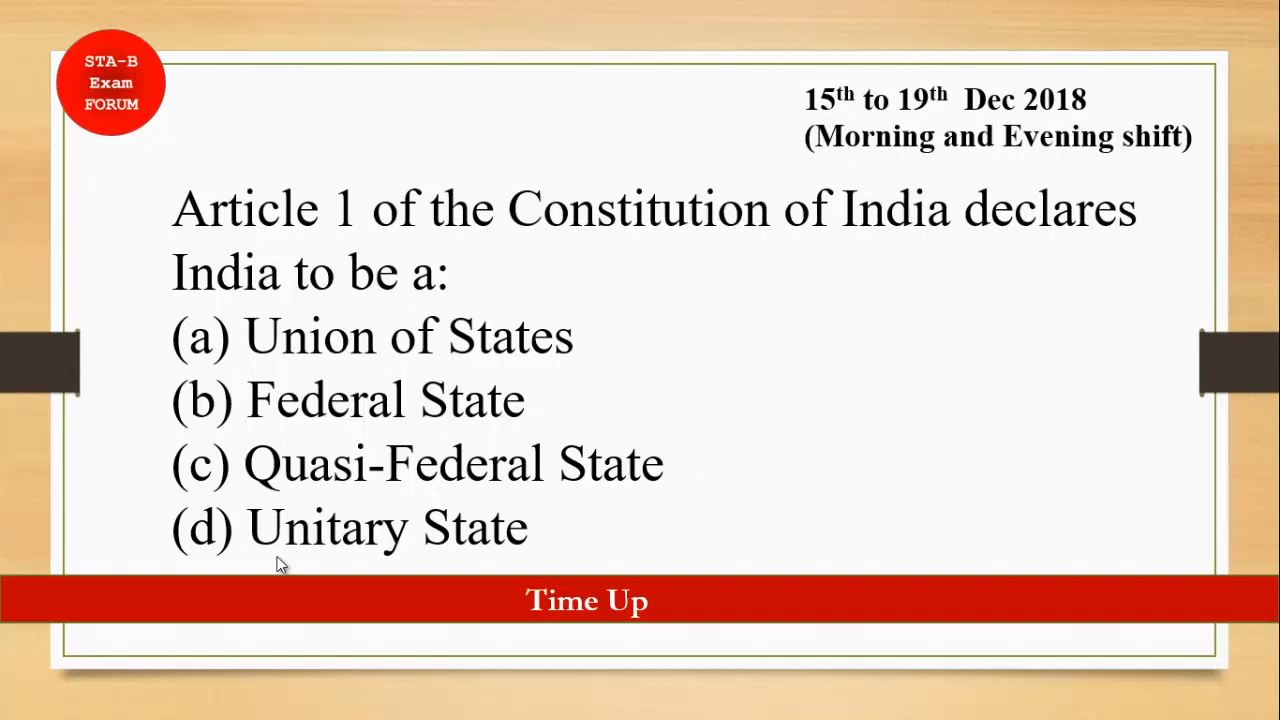 STA-B
Exam
FORUM
15th to 19th Dec 2018
(Morning and Evening shift)
Article 1 of the Constitution of India declares
India to be a:
(a) Union of States
(b) Federal State
(c) Quasi-Federal State
(d) Unitary State
Time Up